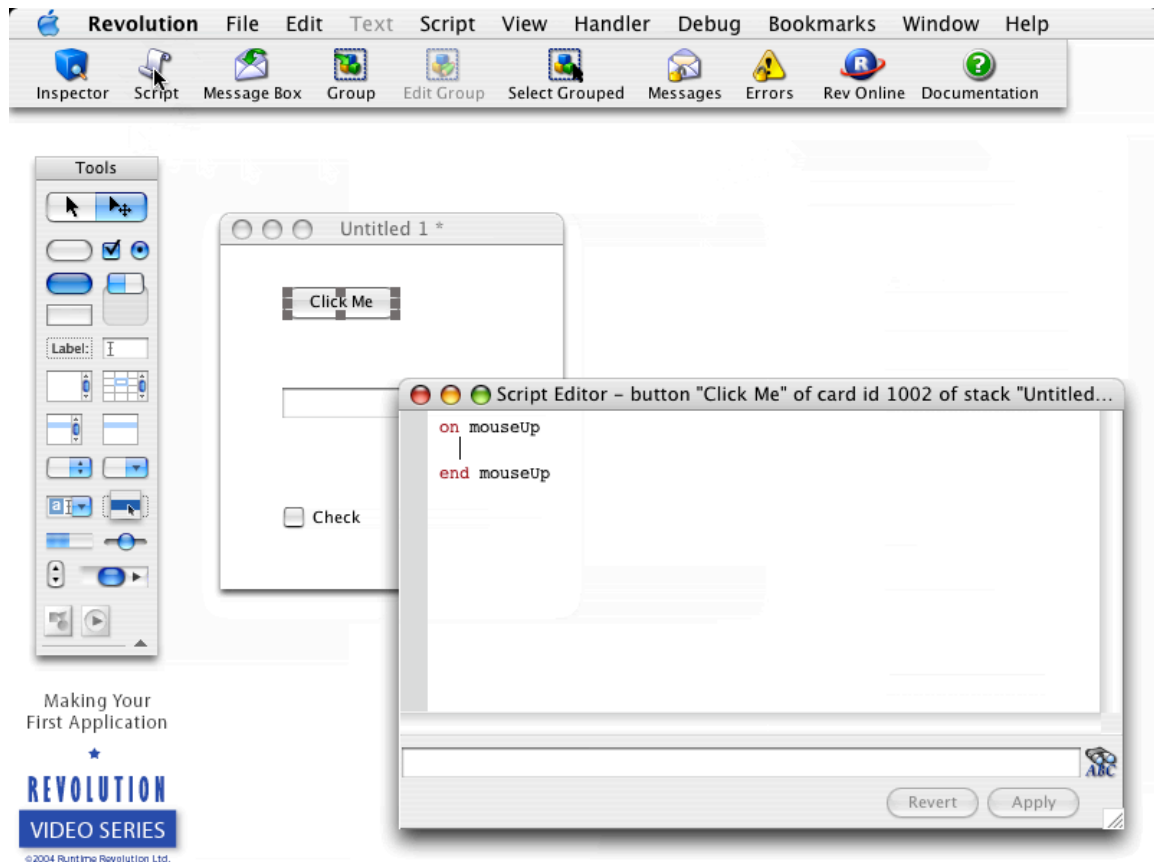 Revolution File Edit Text Script View Handler Debug Bookmarks Window Help
Inspector Script Message Box Group Edit Group Select Grouped Messages Errors Rev Online Documentation
Tools
Label:
Untitled 1 *
Click Me
Check
Script Editor – button "Click Me" of card id 1002 of stack "Untitled...
on mouseUp
end mouseUp
ABC
Revert Apply
Making Your
First Application
REVOLUTION
VIDEO SERIES
©2004 Runtime Revolution Ltd.